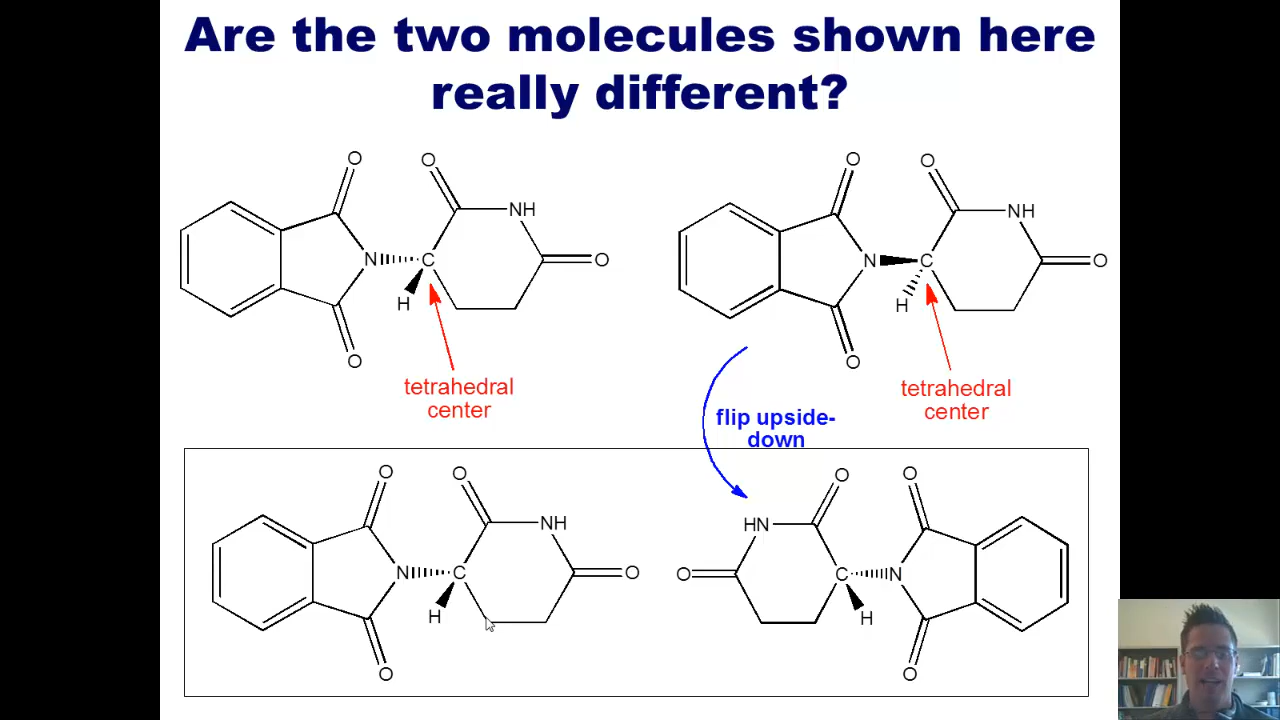 Are the two molecules shown here
really different?
O
O
O
O
NH
NH
N
C
O
N
C
O
H
H
O
O
tetrahedral
center
tetrahedral
center
flip upside-
down
O
O
O
O
NH
HN
N
C
O
O
C
N
H
H
O
O